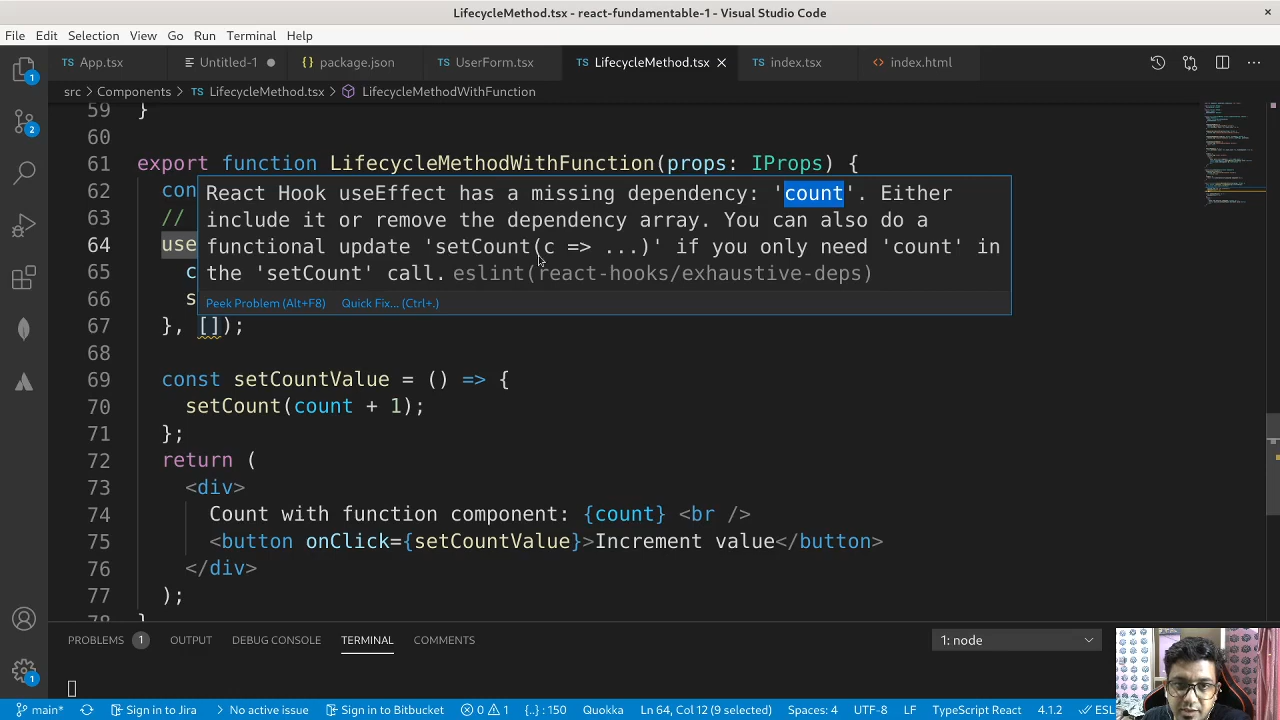 LifecycleMethod.tsx - react-fundamentable-1 - Visual Studio Code
File Edit Selection View Go Run Terminal Help
TS App.tsx Untitled-1 {} package.json TS UserForm.tsx TS LifecycleMethod.tsx TS index.tsx <> index.html
src > Components > TS LifecycleMethod.tsx > LifecycleMethodWithFunction
59 }
60
61 export function LifecycleMethodWithFunction(props: IProps) {
62 con
React Hook useEffect has a missing dependency: 'count'. Either
63 //
include it or remove the dependency array. You can also do a
64 use
functional update 'setCount(c => ...)' if you only need 'count' in
65 c
the 'setCount' call. eslint(react-hooks/exhaustive-deps)
66 s
Peek Problem (Alt+F8) Quick Fix... (Ctrl+.)
67 }, []);
68
69 const setCountValue = () => {
70 setCount(count + 1);
71 };
72 return (
73 <div>
74 Count with function component: {count} <br />
75 <button onClick={setCountValue}>Increment value</button>
76 </div>
77 );
78 }
PROBLEMS 1 OUTPUT DEBUG CONSOLE TERMINAL COMMENTS 1: node
main* Sign in to Jira No active issue Sign in to Bitbucket 0 1 {..} : 150 Quokka Ln 64, Col 12 (9 selected) Spaces: 4 UTF-8 LF TypeScript React 4.1.2 ESL